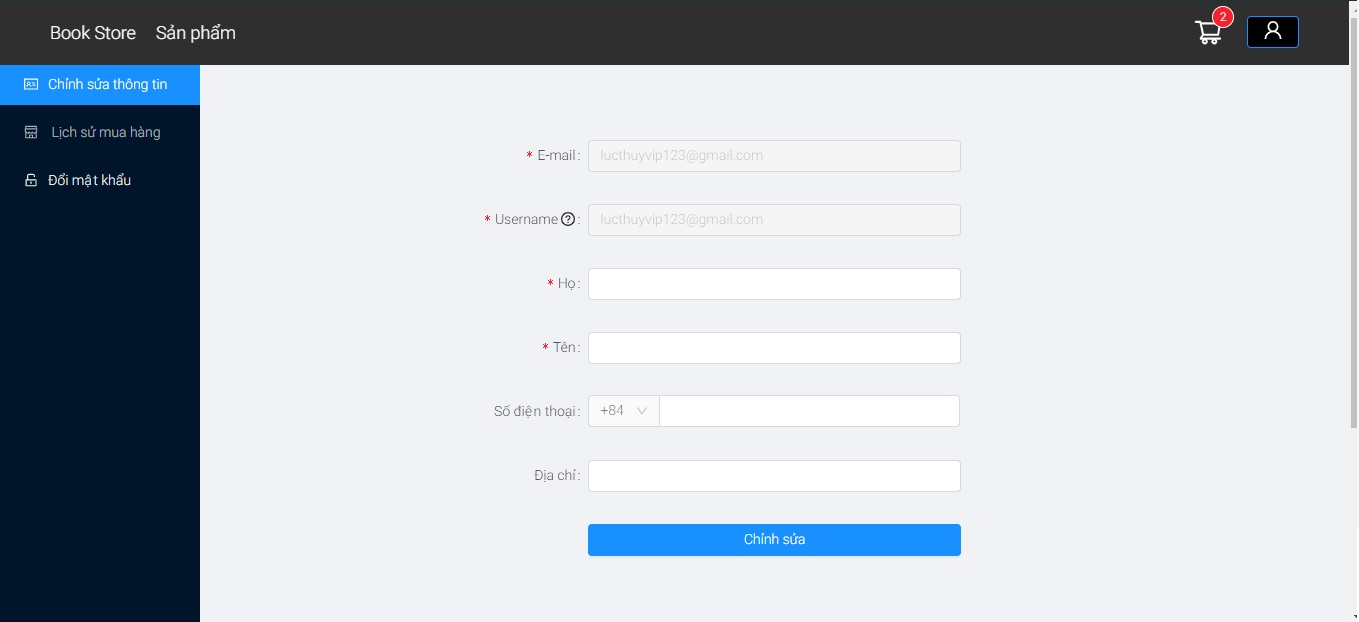 Book Store Sản phẩm 2
Chỉnh sửa thông tin
Lịch sử mua hàng
Đổi mật khẩu
* E-mail: lucthuyvip123@gmail.com
* Username ? : lucthuyvip123@gmail.com
* Họ:
* Tên:
Số điện thoại: +84
Địa chỉ:
Chỉnh sửa